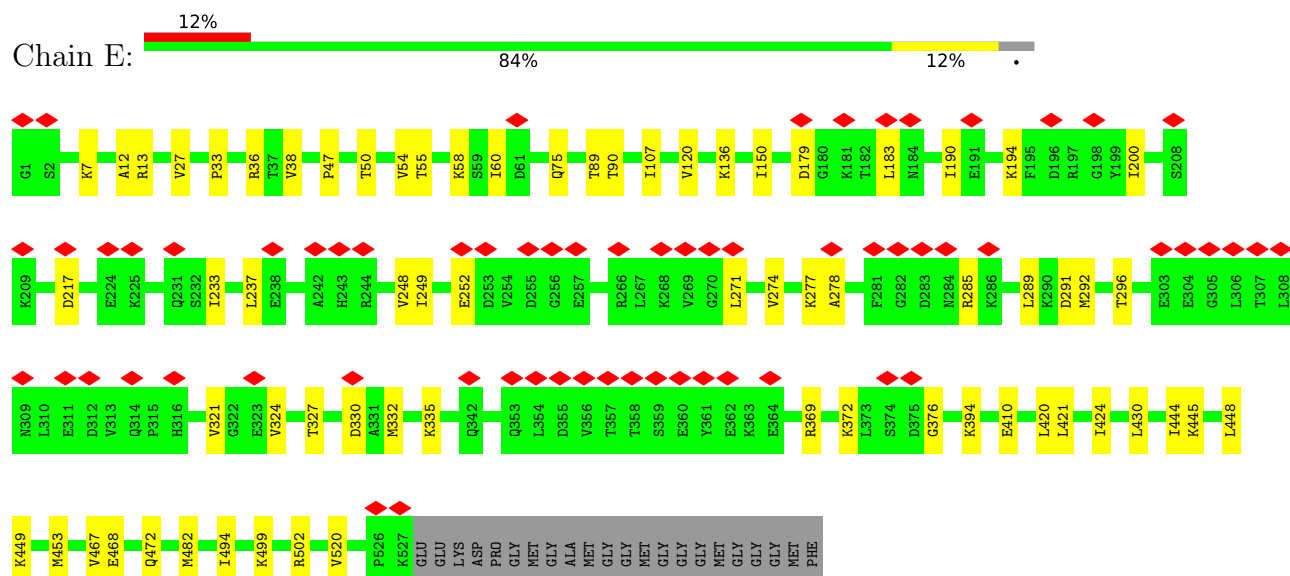 12%
Chain E:
84%
12%
•
G1 S2 K7 A12 R13 V27 P33 R36 T37 V38 P47 T50 V54 T55 K58 S59 I60 D61 Q75 T89 T90 I107 V120 K136 I150 D179 G180 K181 T182 L183 N184 I190 E191 K194 F195 D196 R197 G198 Y199 I200 S208
K209 D217 E224 K225 Q231 S232 I233 L237 E238 A242 H243 R244 V248 I249 E252 D253 V254 D255 G256 E257 R266 L267 K268 V269 G270 L271 V274 K277 A278 F281 G282 D283 N284 R285 K286 L289 K290 D291 M292 T296 E303 E304 G305 L306 T307 L308
N309 L310 E311 D312 V313 Q314 P315 H316 V321 G322 E323 V324 T327 D330 A331 M332 K335 Q342 Q353 L354 D355 V356 T357 T358 S359 E360 Y361 E362 K363 E364 R369 K372 L373 S374 D375 G376 K394 E410 L420 L421 I424 L430 I444 K445 L448
K449 M453 V467 E468 Q472 M482 I494 K499 R502 V520 P526 K527 GLU GLU LYS ASP PRO GLY MET GLY ALA MET GLY GLY MET GLY GLY GLY MET GLY GLY GLY MET PHE